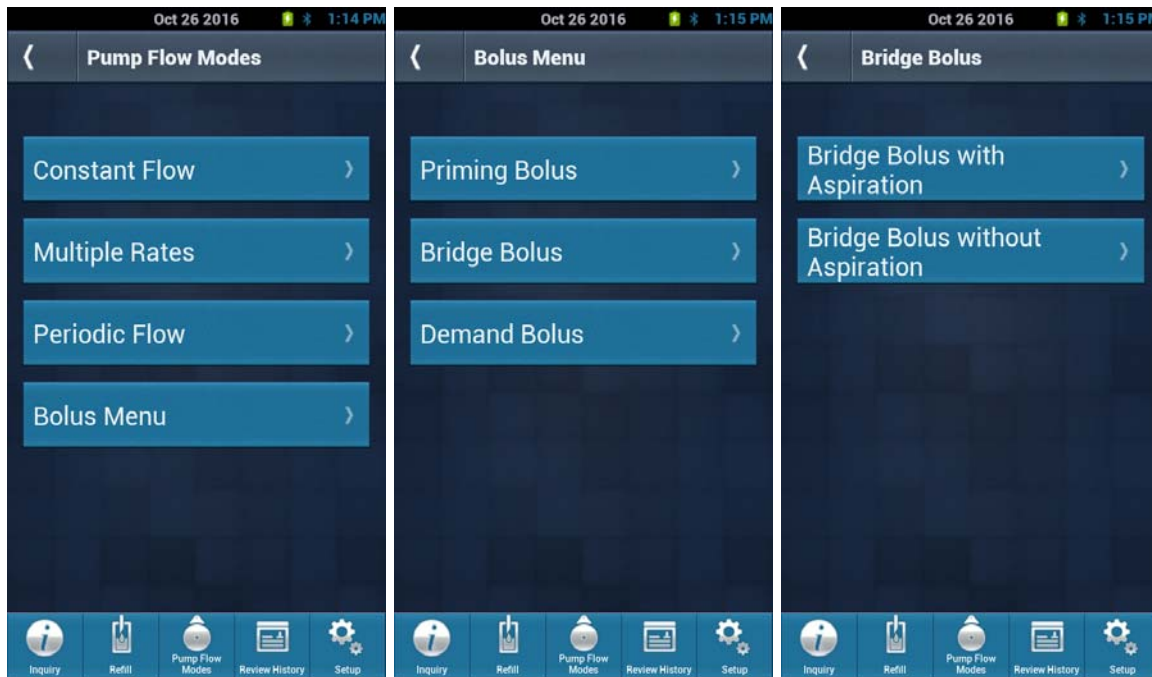 Oct 26 2016 1:14 PM
Pump Flow Modes
Constant Flow
Multiple Rates
Periodic Flow
Bolus Menu
Inquiry
Refill
Pump Flow
Modes
Review History
Setup
Oct 26 2016 1:15 PM
Bolus Menu
Priming Bolus
Bridge Bolus
Demand Bolus
Inquiry
Refill
Pump Flow
Modes
Review History
Setup
Oct 26 2016 1:15 PM
Bridge Bolus
Bridge Bolus with
Aspiration
Bridge Bolus without
Aspiration
Inquiry
Refill
Pump Flow
Modes
Review History
Setup